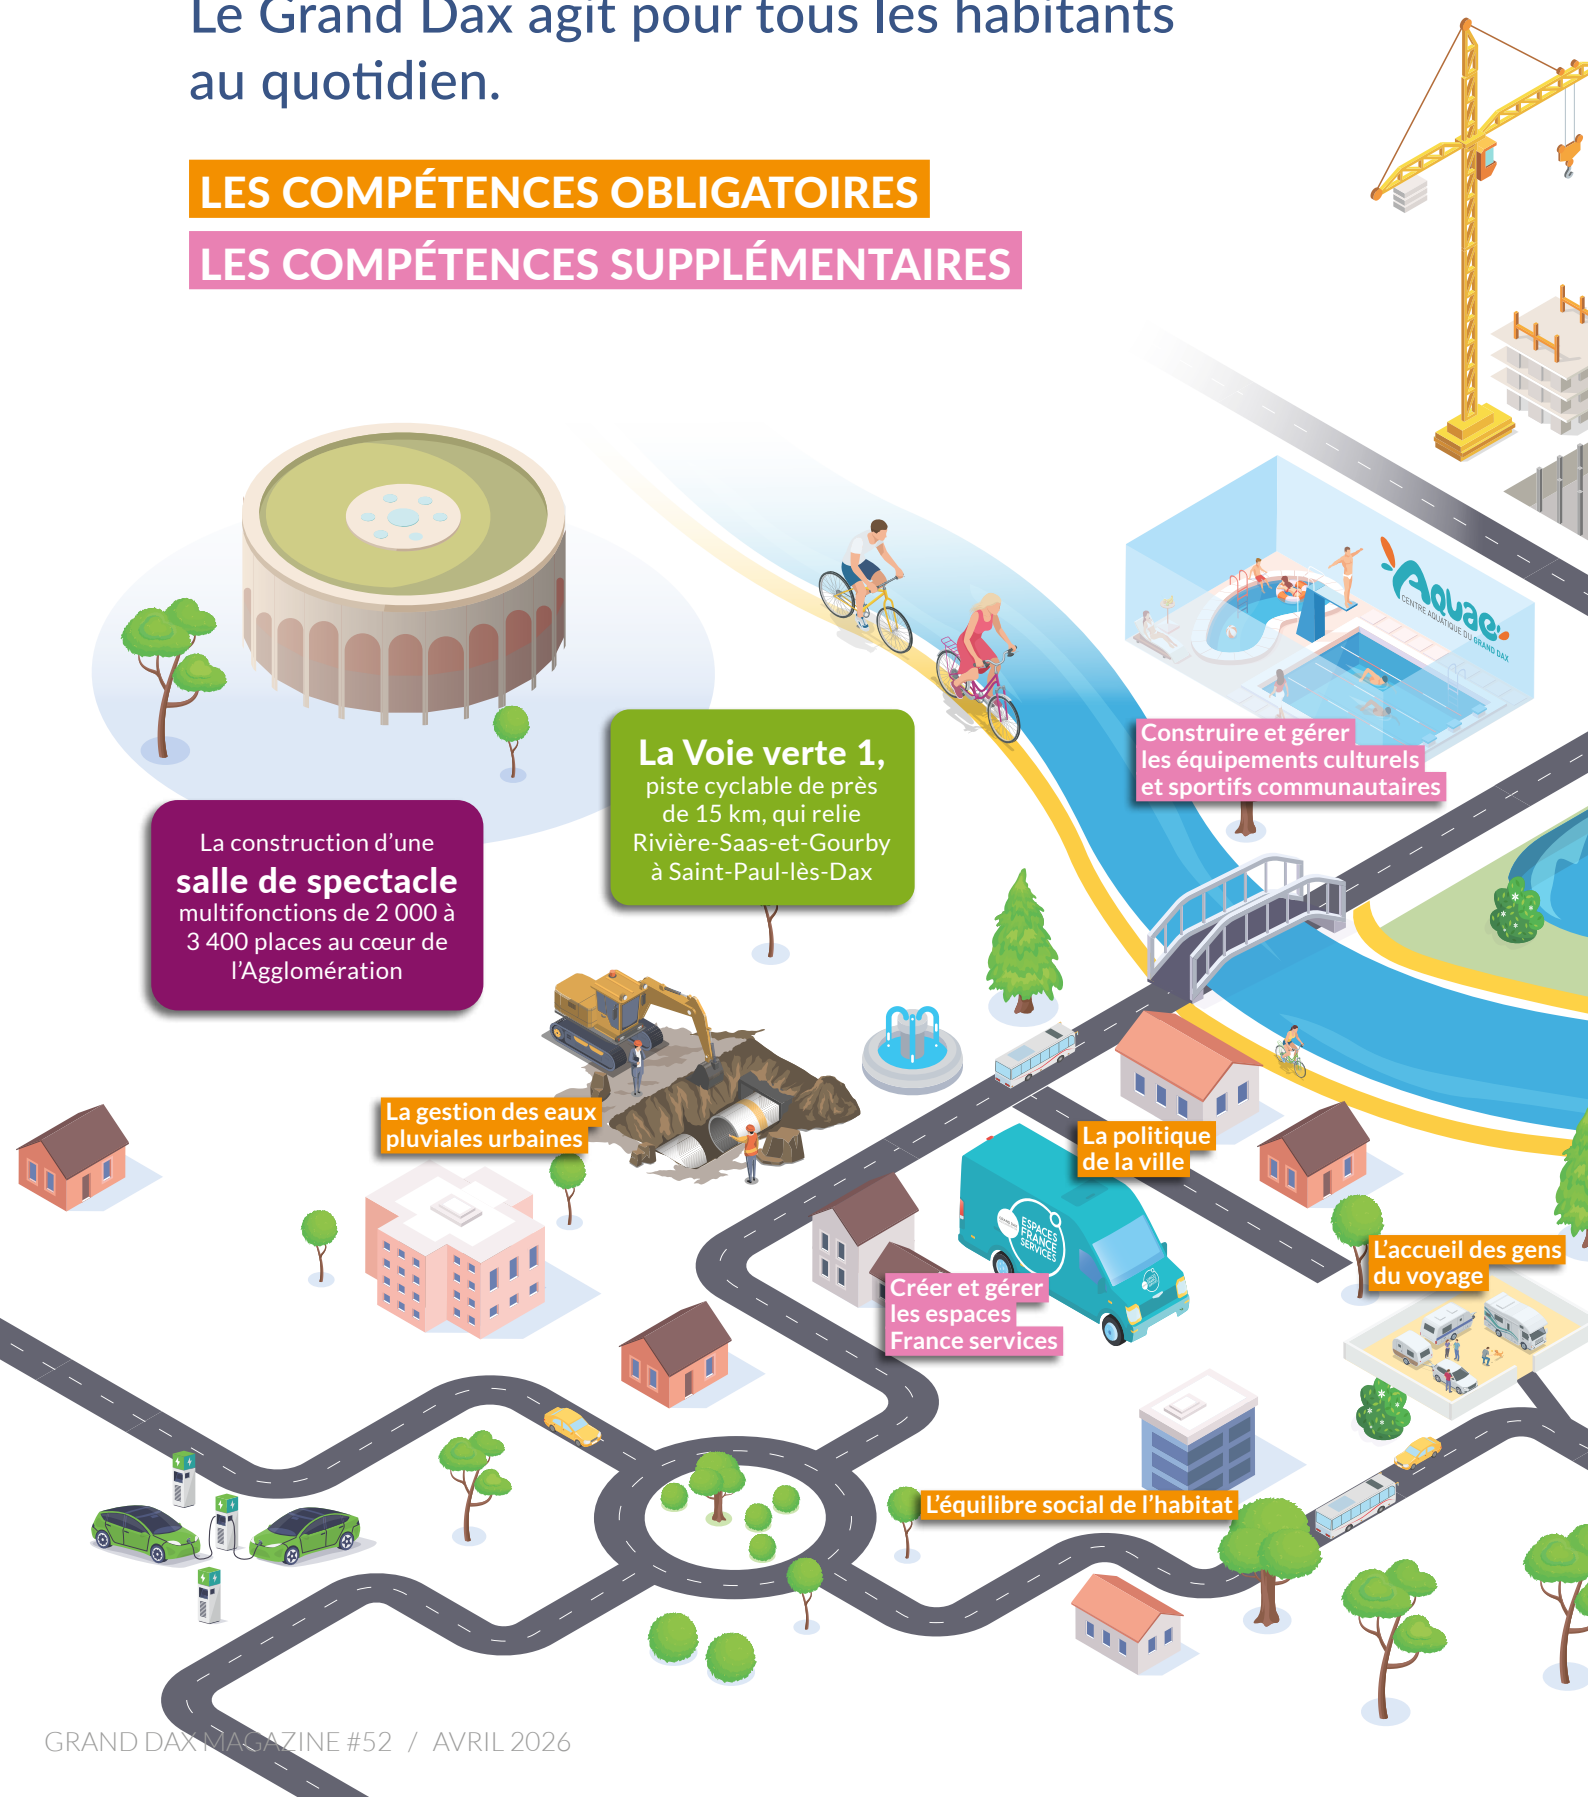 Le Grand Dax agit pour tous les habitants
au quotidien.
LES COMPÉTENCES OBLIGATOIRES
LES COMPÉTENCES SUPPLÉMENTAIRES
Aquae
CENTRE AQUATIQUE DU GRAND DAX
Construire et gérer
les équipements culturels
et sportifs communautaires
La Voie verte 1,
piste cyclable de près
de 15 km, qui relie
Rivière-Saas-et-Gourby
à Saint-Paul-lès-Dax
La construction d’une
salle de spectacle
multifonctions de 2 000 à
3 400 places au cœur de
l’Agglomération
La gestion des eaux
pluviales urbaines
La politique
de la ville
ESPACES
FRANCE
SERVICES
L’accueil des gens
du voyage
Créer et gérer
les espaces
France services
L’équilibre social de l’habitat
GRAND DAX MAGAZINE #52 / AVRIL 2026